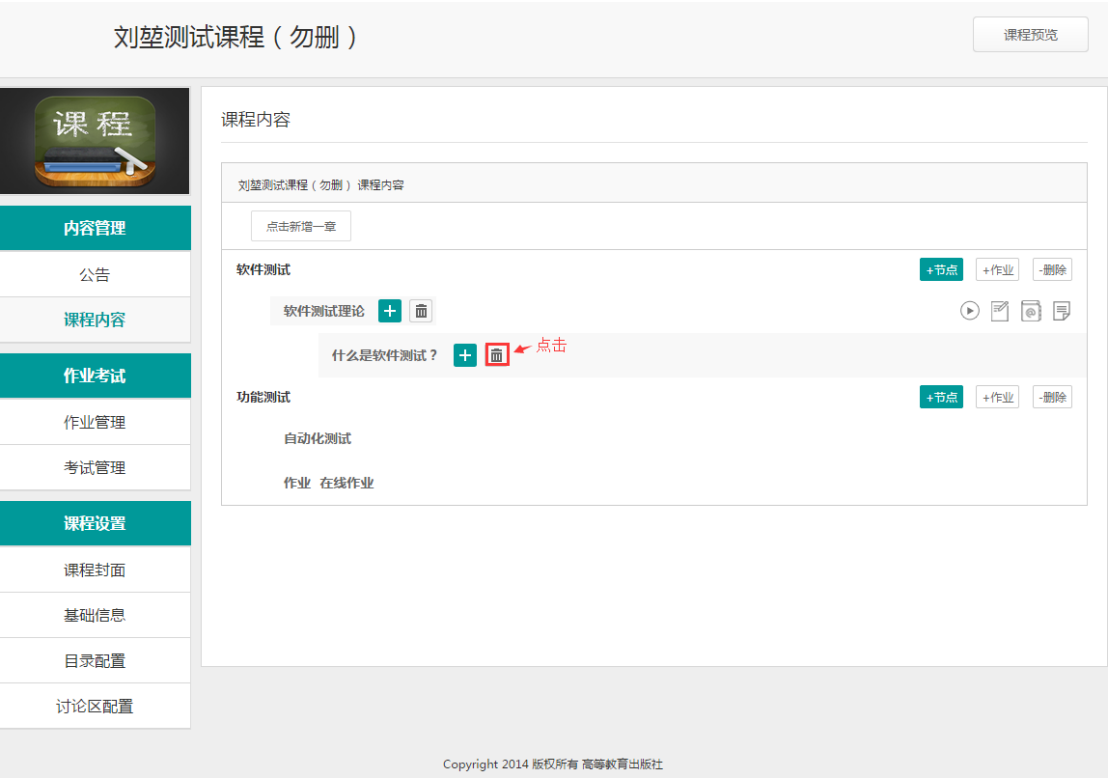 刘堃测试课程（勿删）
课程预览
课程
课程内容
内容管理
公告
课程内容
作业考试
作业管理
考试管理
课程设置
课程封面
基础信息
目录配置
讨论区配置
刘堃测试课程（勿删） 课程内容
点击新增一章
软件测试 +节点 +作业 -删除
软件测试理论
什么是软件测试？ 点击
功能测试 +节点 +作业 -删除
自动化测试
作业 在线作业
Copyright 2014 版权所有 高等教育出版社